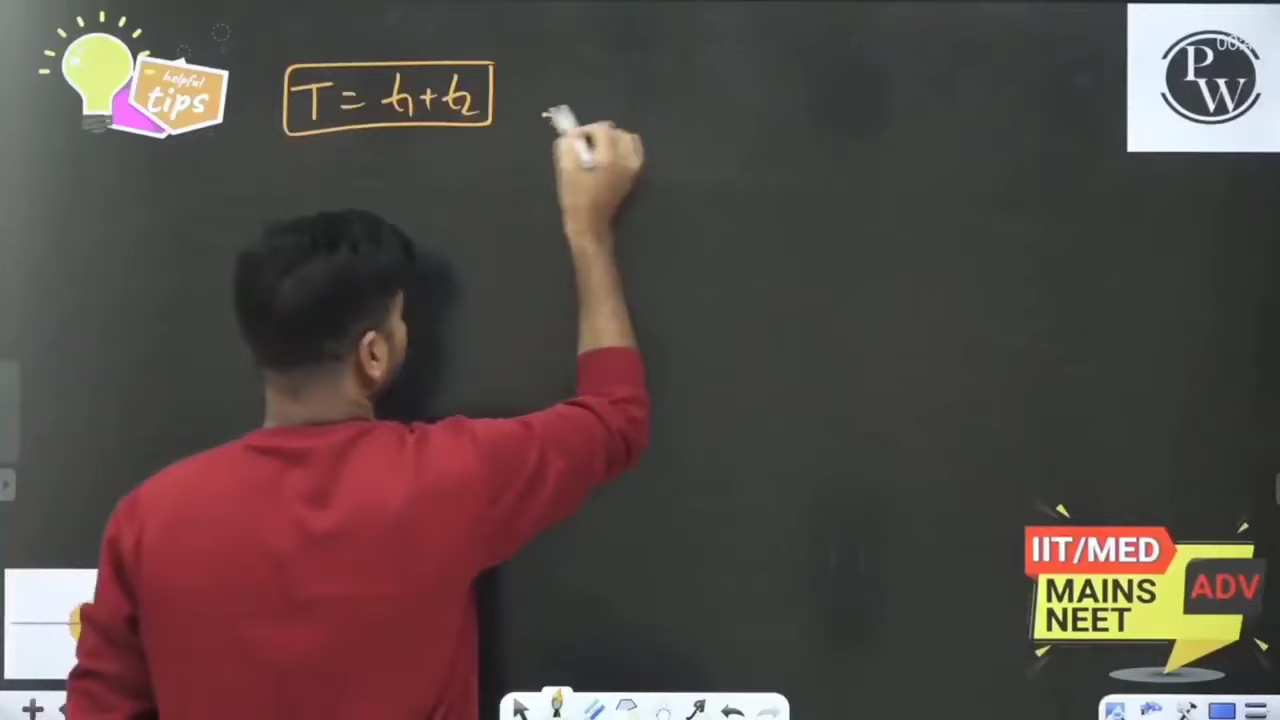 helpful
tips
T = t1 + t2
PW
IIT/MED
MAINS
NEET
ADV